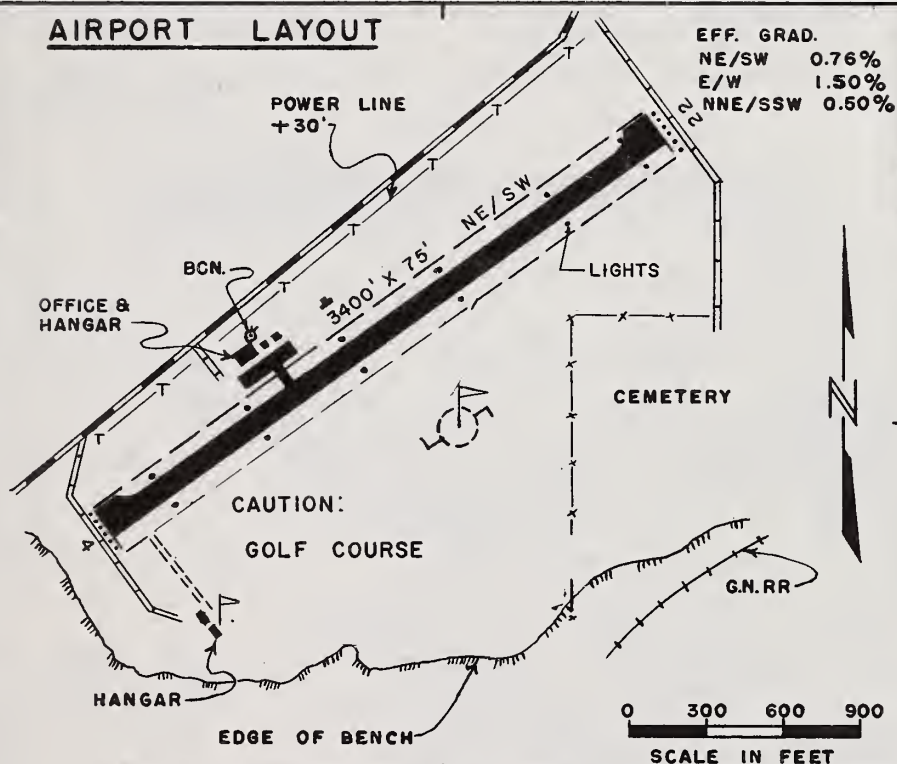 AIRPORT LAYOUT
EFF. GRAD.
NE/SW 0.76%
E/W 1.50%
NNE/SSW 0.50%
POWER LINE
+30'
T
T
T
T
T
T
T
22
NE/SW
3400' X 75'
BCN.
LIGHTS
OFFICE &
HANGAR
CEMETERY
N
CAUTION:
GOLF COURSE
4
G.N. RR
HANGAR
EDGE OF BENCH
0 300 600 900
SCALE IN FEET